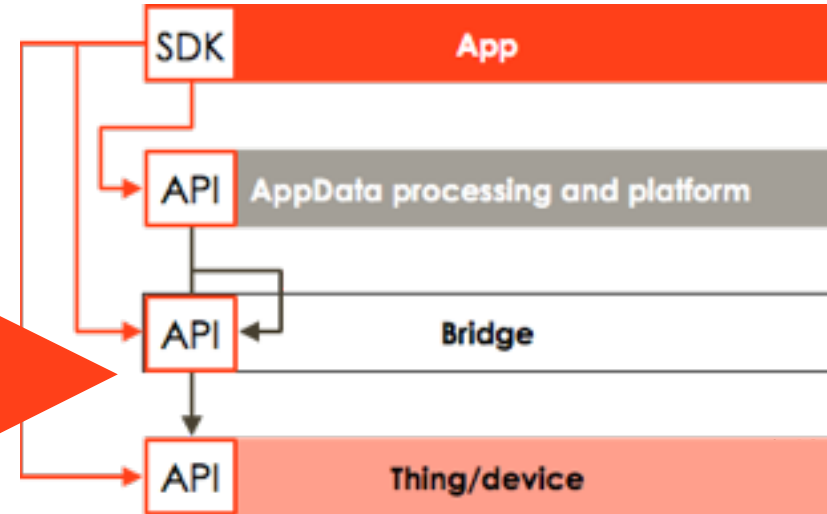 SDK App
API AppData processing and platform
API Bridge
API Thing/device